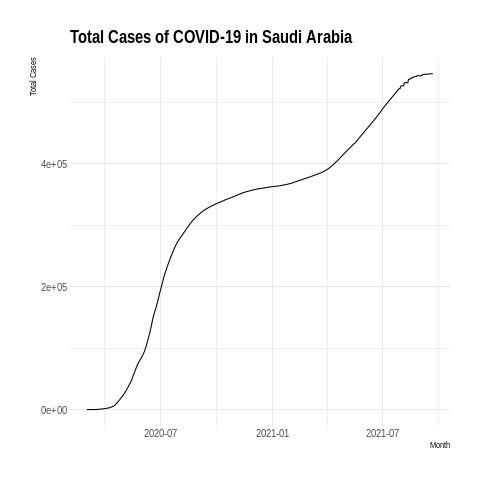 Total Cases of COVID-19 in Saudi Arabia
Total Cases
4e+05
2e+05
0e+00
2020-07
2021-01
2021-07
Month